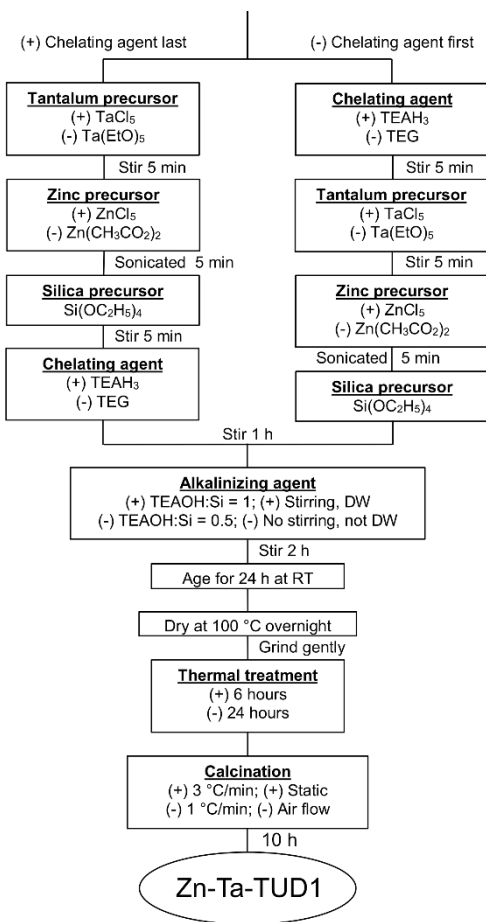 (+) Chelating agent last
(-) Chelating agent first
Tantalum precursor
(+) TaCl₅
(-) Ta(EtO)₅
Stir 5 min
Zinc precursor
(+) ZnCl₅
(-) Zn(CH₃CO₂)₂
Sonicated 5 min
Silica precursor
Si(OC₂H₅)₄
Stir 5 min
Chelating agent
(+) TEAH₃
(-) TEG
Chelating agent
(+) TEAH₃
(-) TEG
Stir 5 min
Tantalum precursor
(+) TaCl₅
(-) Ta(EtO)₅
Stir 5 min
Zinc precursor
(+) ZnCl₅
(-) Zn(CH₃CO₂)₂
Sonicated 5 min
Silica precursor
Si(OC₂H₅)₄
Stir 1 h
Alkalinizing agent
(+) TEAOH:Si = 1; (+) Stirring, DW
(-) TEAOH:Si = 0.5; (-) No stirring, not DW
Stir 2 h
Age for 24 h at RT
Dry at 100 °C overnight
Grind gently
Thermal treatment
(+) 6 hours
(-) 24 hours
Calcination
(+) 3 °C/min; (+) Static
(-) 1 °C/min; (-) Air flow
10 h
Zn-Ta-TUD1